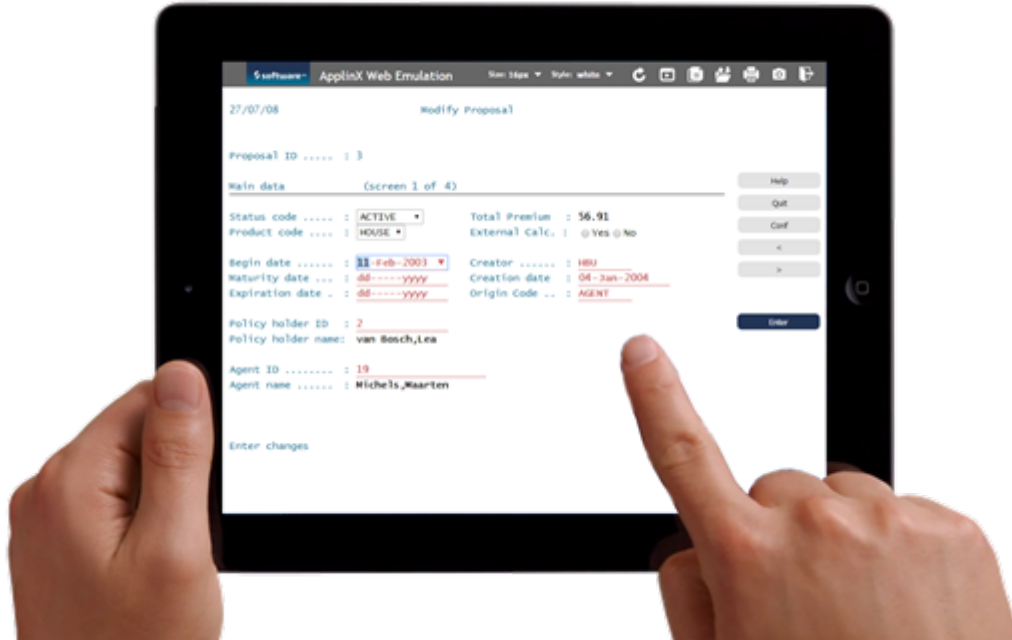 software AG ApplinX Web Emulation Size: 16px Style: white
27/07/08 Modify Proposal
Proposal ID ..... : 3
Main data (screen 1 of 4)
Help
Quit
Status code ..... : ACTIVE Total Premium : 56.91
Conf
Product code .... : HOUSE External Calc. : Yes No
<
Begin date ...... : 11-Feb-2003 Creator ...... : HBU
>
Maturity date ... : dd-----yyyy Creation date : 04-Jan-2004
Expiration date . : dd-----yyyy Origin Code .. : AGENT
Policy holder ID : 2
Enter
Policy holder name: van Bosch,Lea
Agent ID ........ : 19
Agent name ...... : Michels,Maarten
Enter changes